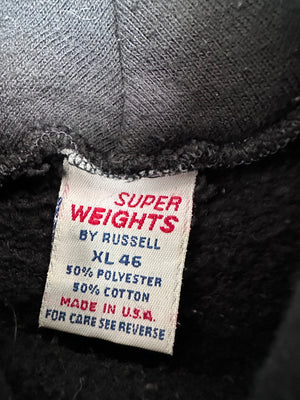 SUPER
WEIGHTS
BY RUSSELL
XL 46
50% POLYESTER
50% COTTON
MADE IN U.S.A.
FOR CARE SEE REVERSE